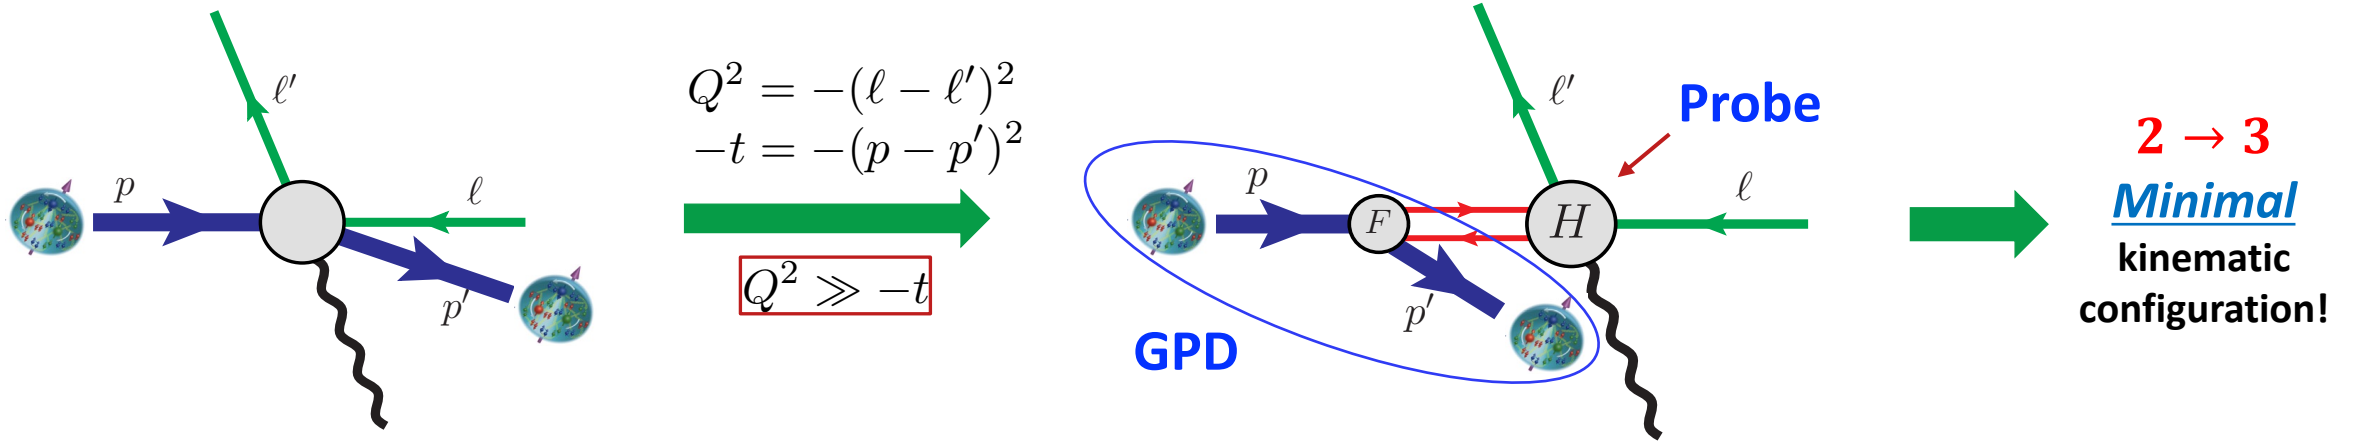 ℓ′
p
ℓ
p′
Q² = −(ℓ − ℓ′)²
−t = −(p − p′)²
Q² ≫ −t
ℓ′
Probe
p
ℓ
F
H
p′
GPD
2 → 3
Minimal
kinematic
configuration!